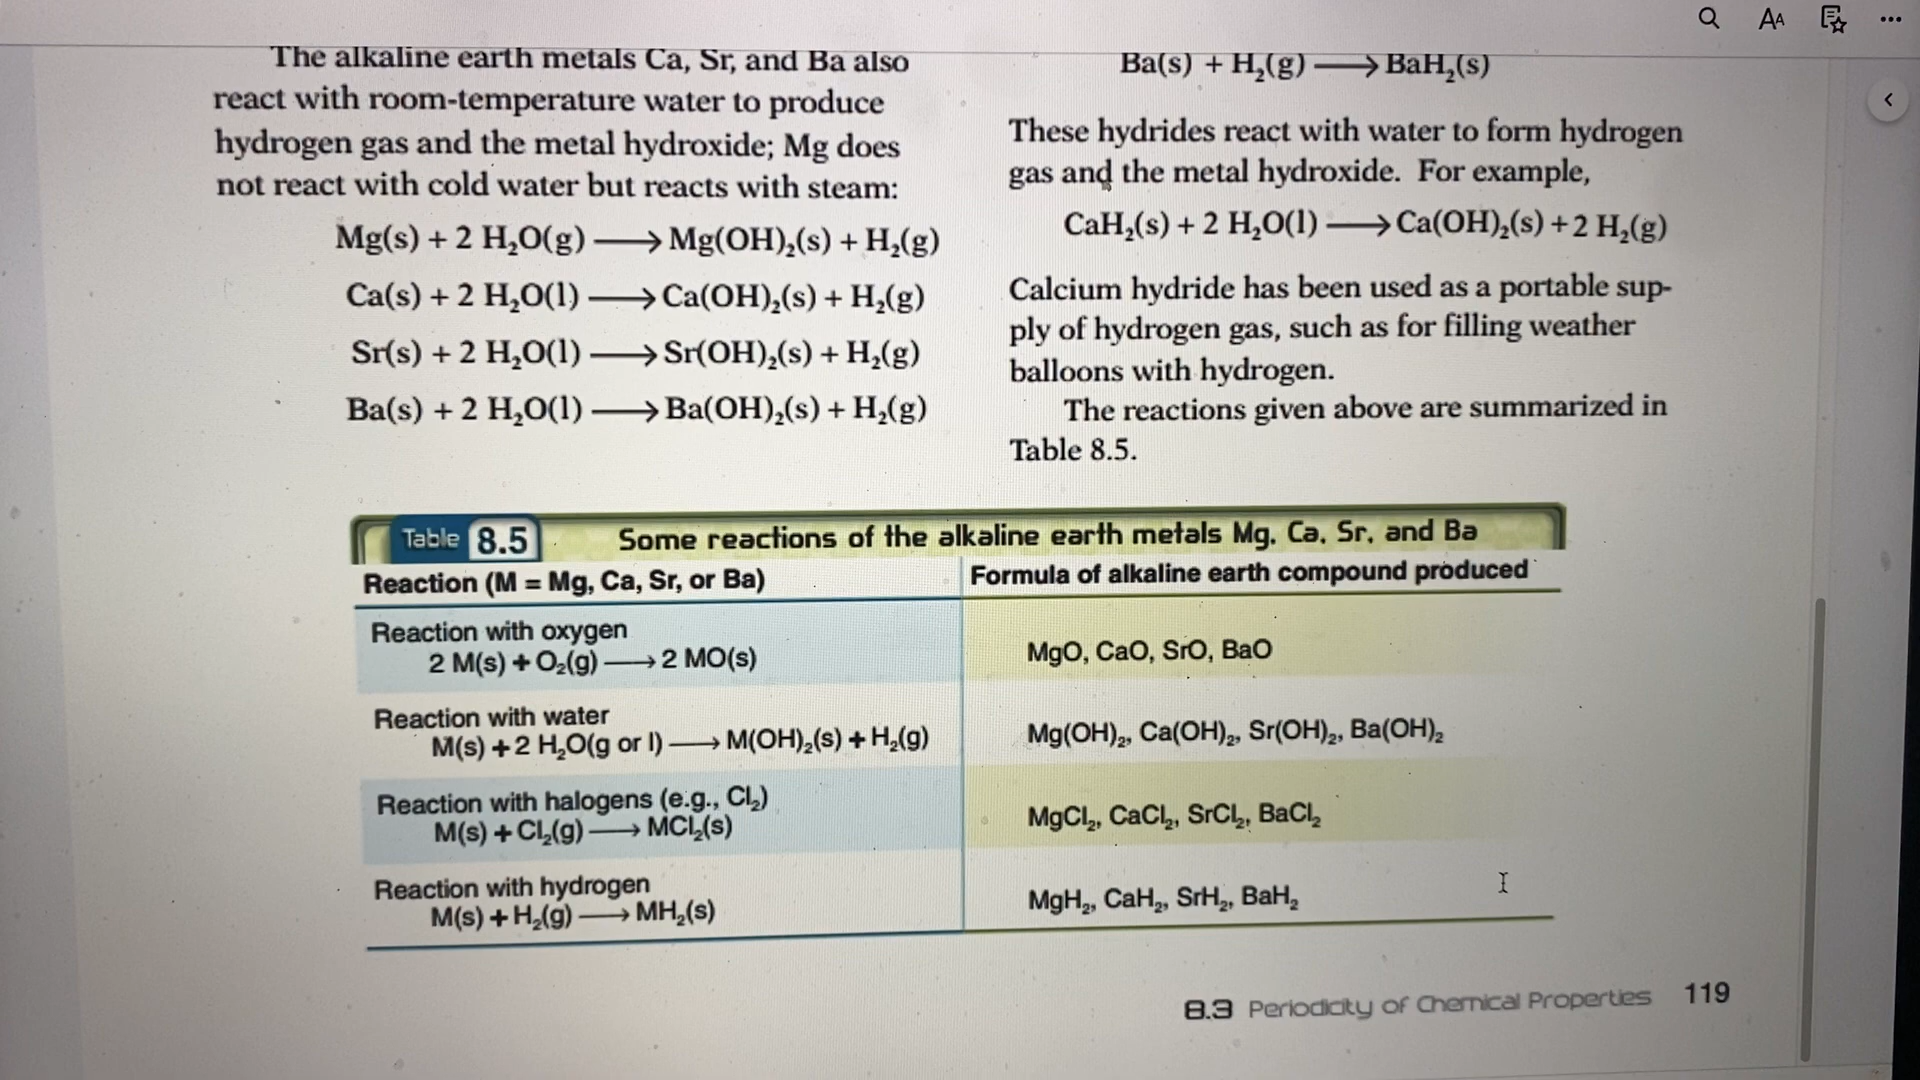 The alkaline earth metals Ca, Sr, and Ba also
react with room-temperature water to produce
hydrogen gas and the metal hydroxide; Mg does
not react with cold water but reacts with steam:
Mg(s) + 2 H₂O(g) ⟶ Mg(OH)₂(s) + H₂(g)
Ca(s) + 2 H₂O(l) ⟶ Ca(OH)₂(s) + H₂(g)
Sr(s) + 2 H₂O(l) ⟶ Sr(OH)₂(s) + H₂(g)
Ba(s) + 2 H₂O(l) ⟶ Ba(OH)₂(s) + H₂(g)
Ba(s) + H₂(g) ⟶ BaH₂(s)
These hydrides react with water to form hydrogen
gas and the metal hydroxide. For example,
CaH₂(s) + 2 H₂O(l) ⟶ Ca(OH)₂(s) + 2 H₂(g)
Calcium hydride has been used as a portable sup-
ply of hydrogen gas, such as for filling weather
balloons with hydrogen.
The reactions given above are summarized in
Table 8.5.
Table 8.5 Some reactions of the alkaline earth metals Mg, Ca, Sr, and Ba
Reaction (M = Mg, Ca, Sr, or Ba) Formula of alkaline earth compound produced
Reaction with oxygen
2 M(s) + O₂(g) ⟶ 2 MO(s)
MgO, CaO, SrO, BaO
Reaction with water
M(s) + 2 H₂O(g or l) ⟶ M(OH)₂(s) + H₂(g)
Mg(OH)₂, Ca(OH)₂, Sr(OH)₂, Ba(OH)₂
Reaction with halogens (e.g., Cl₂)
M(s) + Cl₂(g) ⟶ MCl₂(s)
MgCl₂, CaCl₂, SrCl₂, BaCl₂
Reaction with hydrogen
M(s) + H₂(g) ⟶ MH₂(s)
MgH₂, CaH₂, SrH₂, BaH₂
8.3 Periodicity of Chemical Properties 119